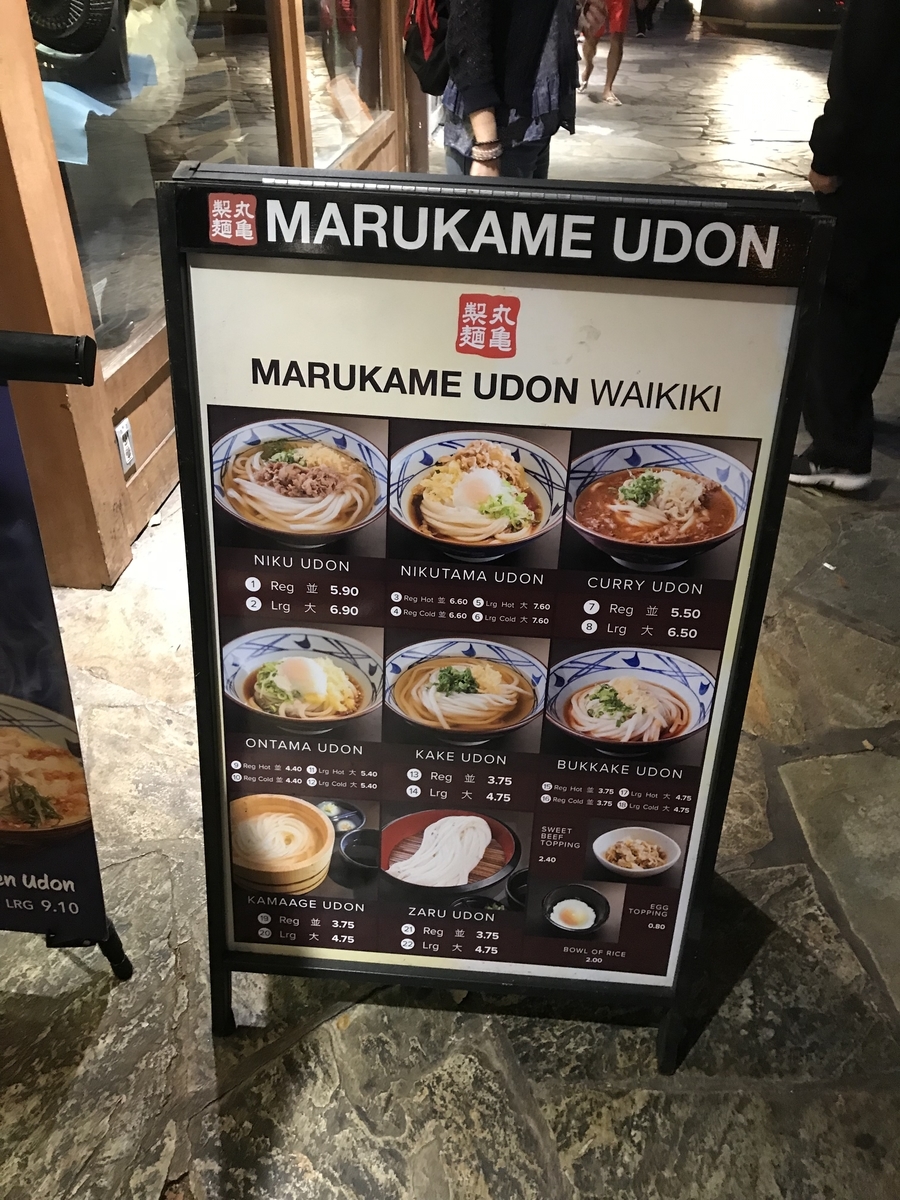 製 丸
麺 亀
MARUKAME UDON
製 丸
麺 亀
MARUKAME UDON WAIKIKI
NIKU UDON
1 Reg 並 5.90
2 Lrg 大 6.90
NIKUTAMA UDON
3 Reg Hot 並 6.60 5 Lrg Hot 大 7.60
4 Reg Cold 並 6.60 6 Lrg Cold 大 7.60
CURRY UDON
7 Reg 並 5.50
8 Lrg 大 6.50
ONTAMA UDON
9 Reg Hot 並 4.40 11 Lrg Hot 大 5.40
10 Reg Cold 並 4.40 12 Lrg Cold 大 5.40
KAKE UDON
13 Reg 並 3.75
14 Lrg 大 4.75
BUKKAKE UDON
15 Reg Hot 並 3.75 17 Lrg Hot 大 4.75
16 Reg Cold 並 3.75 18 Lrg Cold 大 4.75
KAMAAGE UDON
19 Reg 並 3.75
20 Lrg 大 4.75
ZARU UDON
21 Reg 並 3.75
22 Lrg 大 4.75
SWEET
BEEF
TOPPING
2.40
EGG
TOPPING
0.80
BOWL OF RICE
2.00
en Udon
LRG 9.10